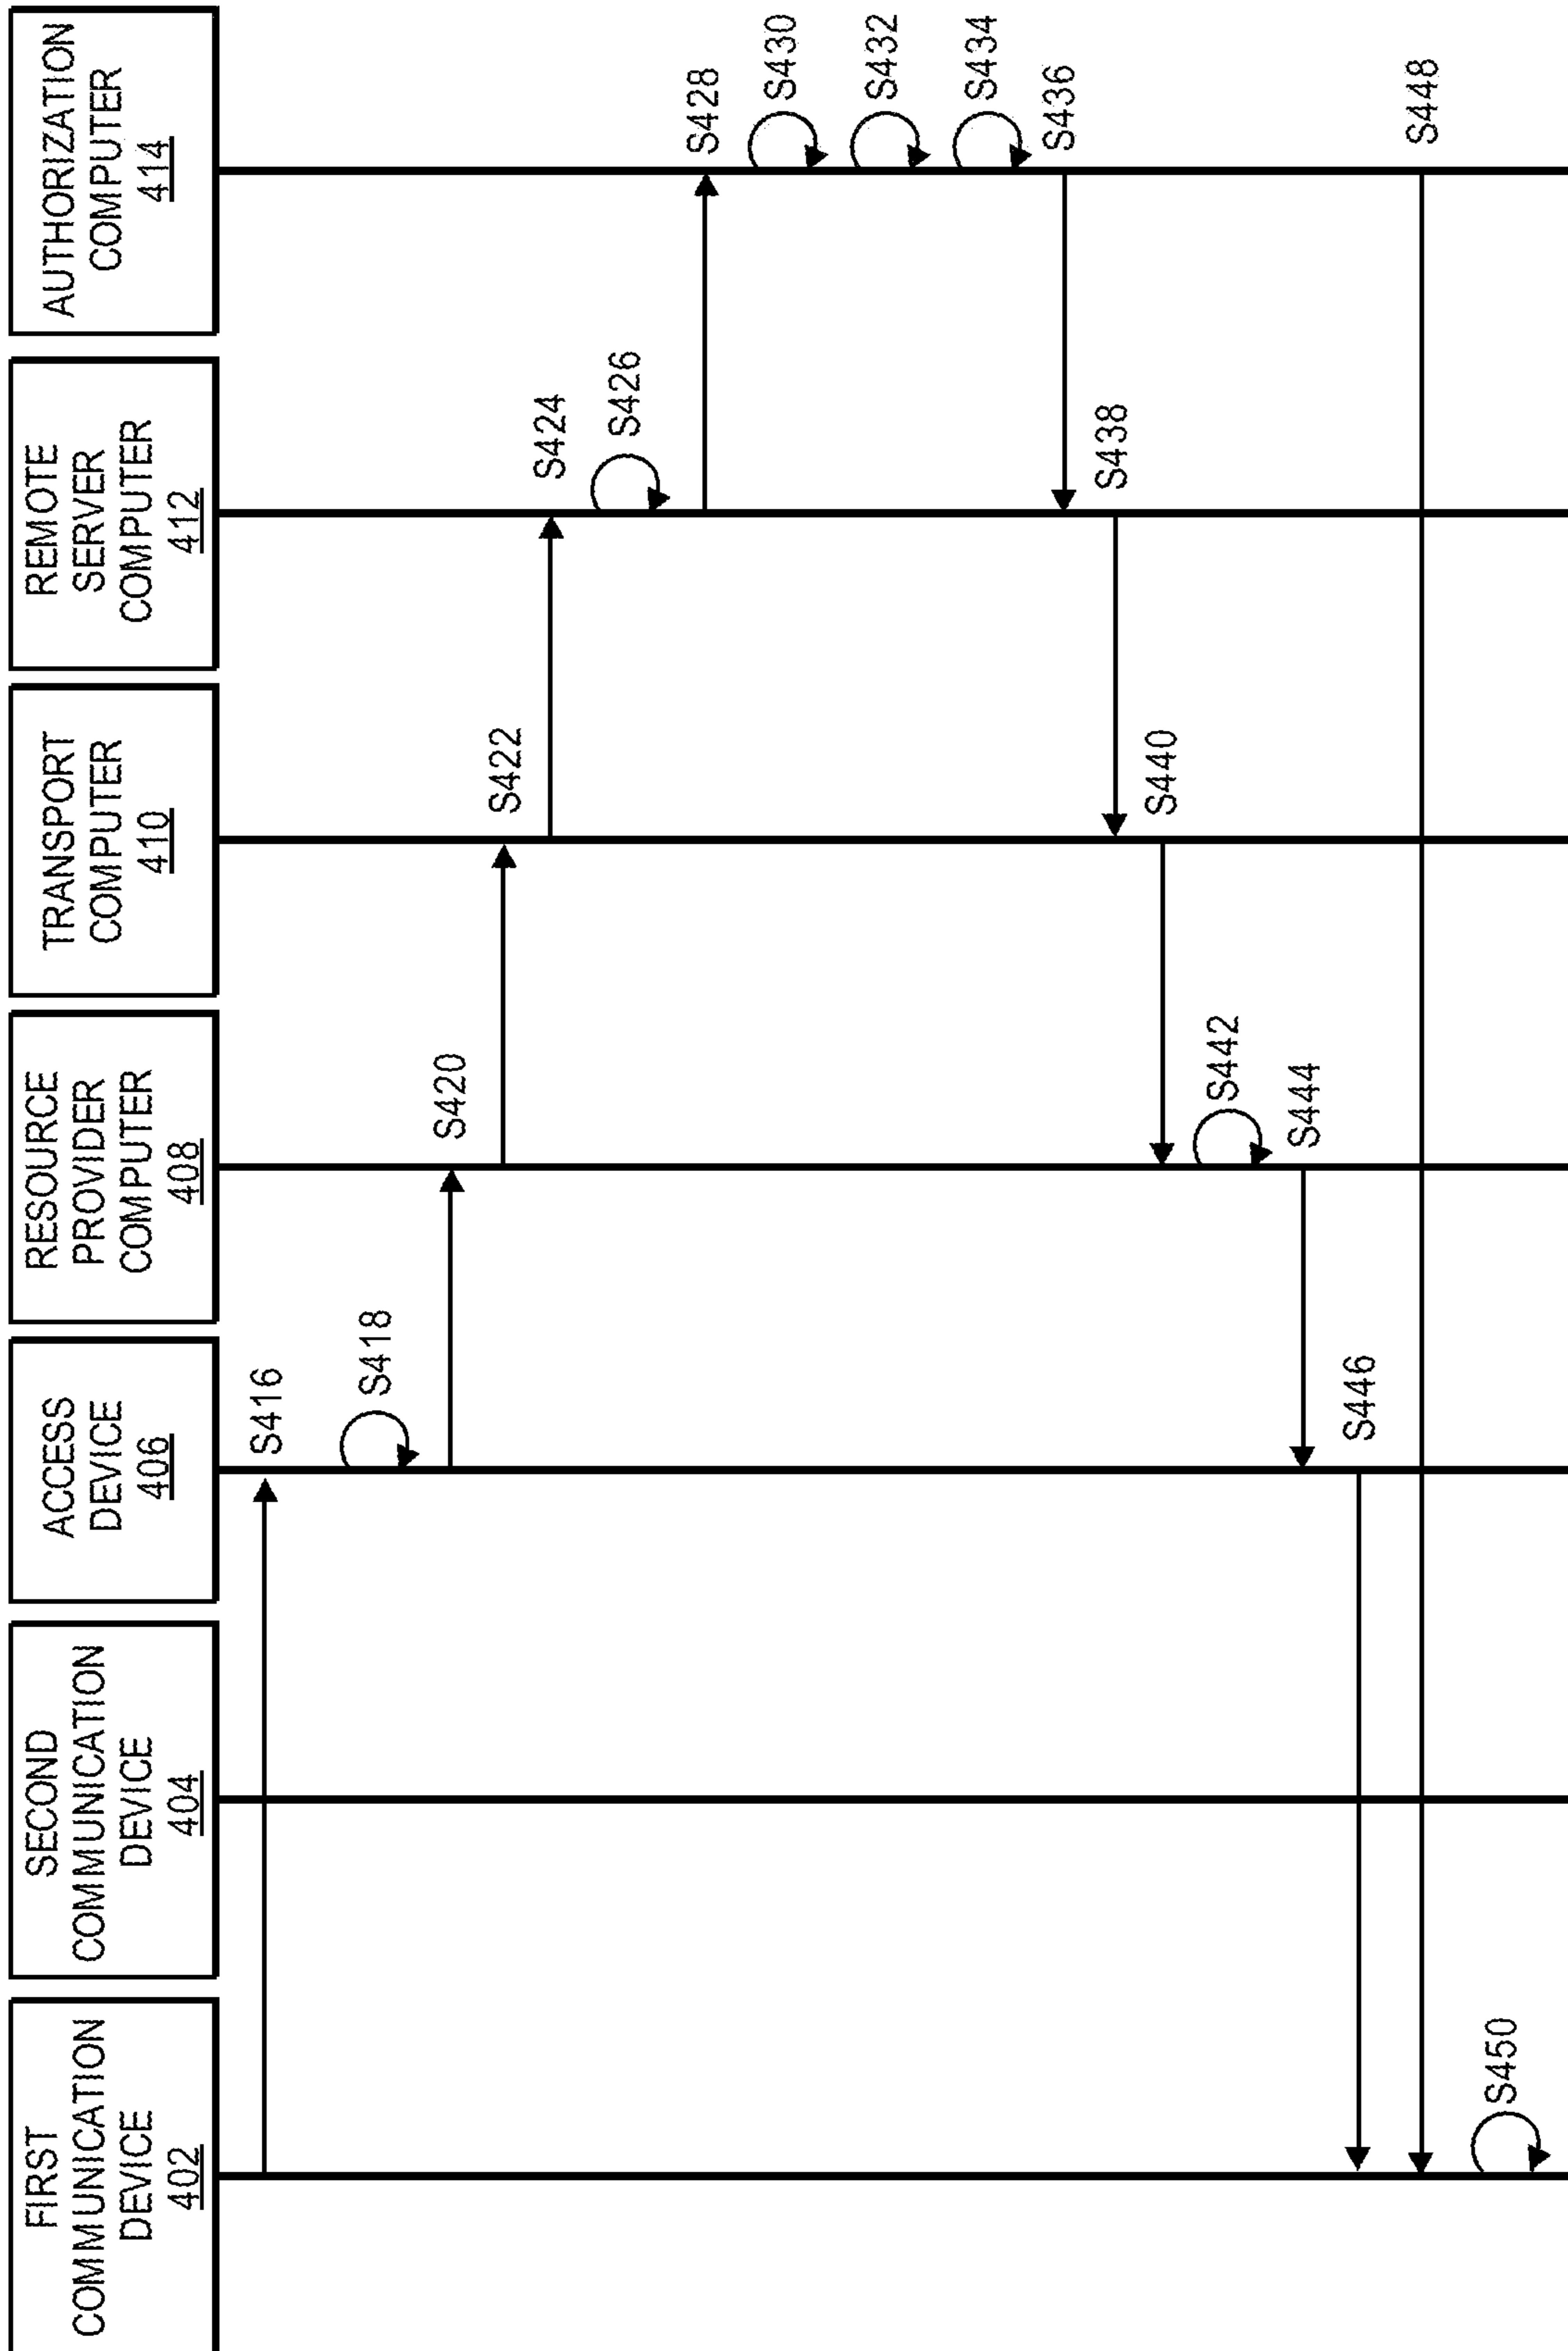 FIRST
COMMUNICATION
DEVICE
402
SECOND
COMMUNICATION
DEVICE
404
ACCESS
DEVICE
406
RESOURCE
PROVIDER
COMPUTER
408
TRANSPORT
COMPUTER
410
REMOTE
SERVER
COMPUTER
412
AUTHORIZATION
COMPUTER
414
S416
S418
S420
S422
S424
S426
S428
S430
S432
S434
S436
S438
S440
S442
S444
S446
S448
S450